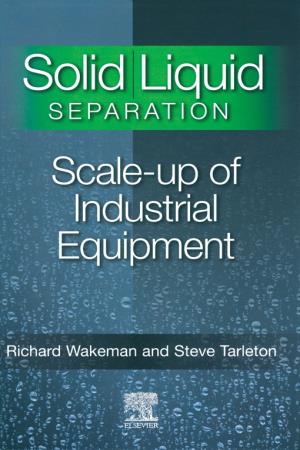 Solid Liquid
SEPARATION
Scale-up of
Industrial
Equipment
Richard Wakeman and Steve Tarleton
ELSEVIER